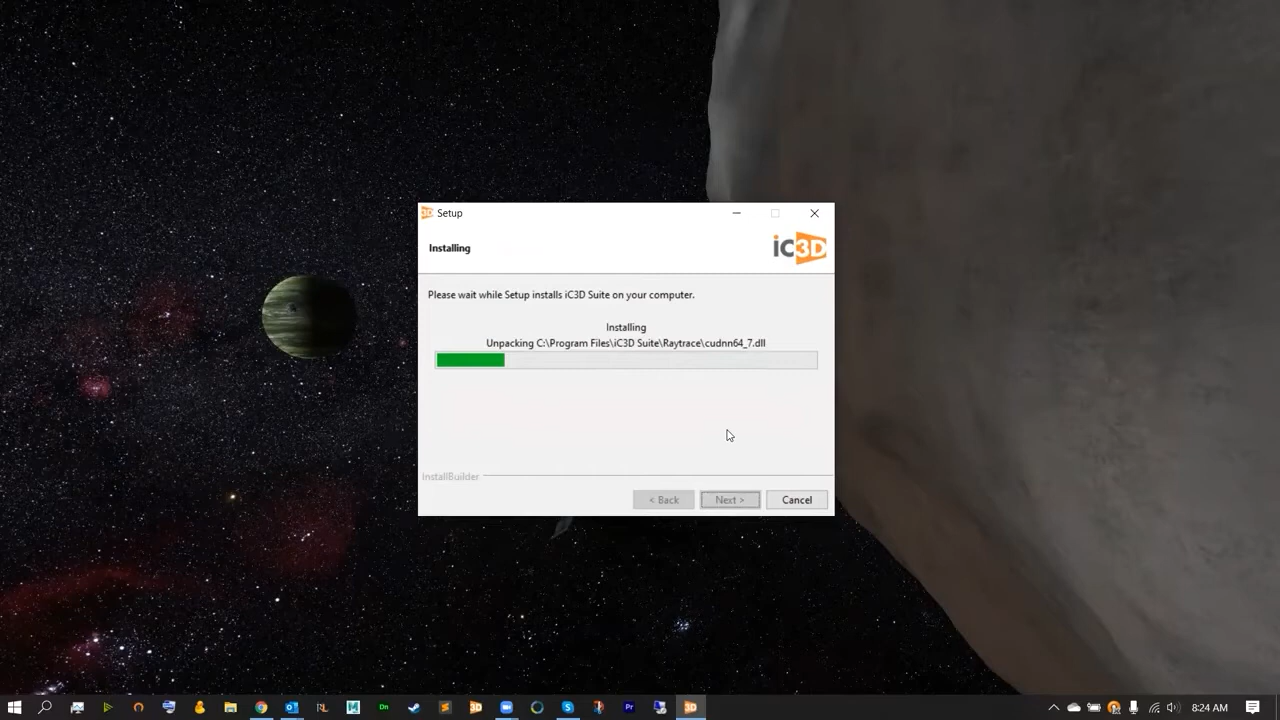 Setup
Installing
iC3D
Please wait while Setup installs iC3D Suite on your computer.
Installing
Unpacking C:\Program Files\iC3D Suite\Raytrace\cudnn64_7.dll
InstallBuilder
< Back
Next >
Cancel
8:24 AM